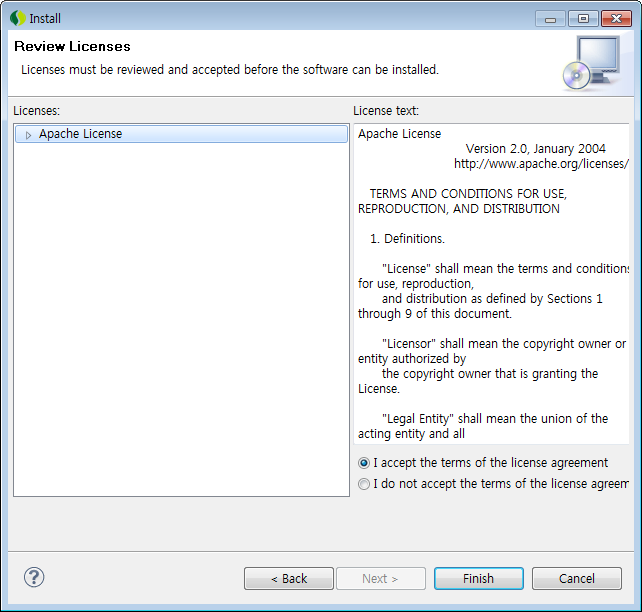 Install
Review Licenses
Licenses must be reviewed and accepted before the software can be installed.
Licenses:
Apache License
License text:
Apache License
Version 2.0, January 2004
http://www.apache.org/licenses/
TERMS AND CONDITIONS FOR USE,
REPRODUCTION, AND DISTRIBUTION
1. Definitions.
"License" shall mean the terms and conditions
for use, reproduction,
and distribution as defined by Sections 1
through 9 of this document.
"Licensor" shall mean the copyright owner or
entity authorized by
the copyright owner that is granting the
License.
"Legal Entity" shall mean the union of the
acting entity and all
I accept the terms of the license agreement
I do not accept the terms of the license agreem
?
< Back
Next >
Finish
Cancel